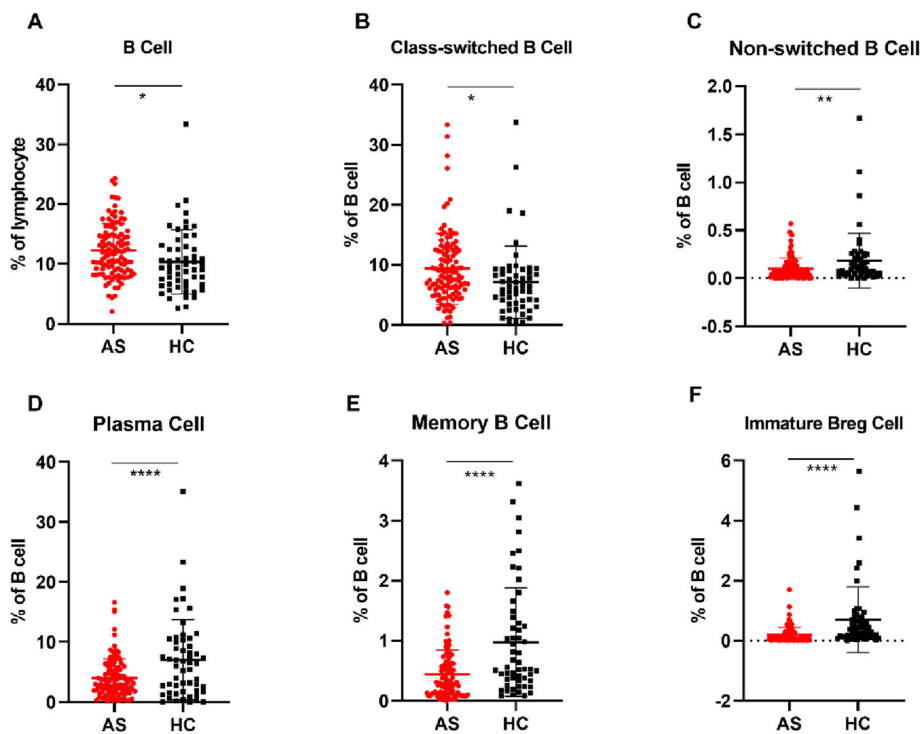 A
B Cell
% of lymphocyte
40
30
20
10
0
*
AS
HC
B
Class-switched B Cell
% of B cell
40
30
20
10
0
*
AS
HC
C
Non-switched B Cell
% of B cell
2.0
1.5
1.0
0.5
0.0
-0.5
**
AS
HC
D
Plasma Cell
% of B cell
40
30
20
10
0
****
AS
HC
E
Memory B Cell
% of B cell
4
3
2
1
0
****
AS
HC
F
Immature Breg Cell
% of B cell
6
4
2
0
-2
****
AS
HC